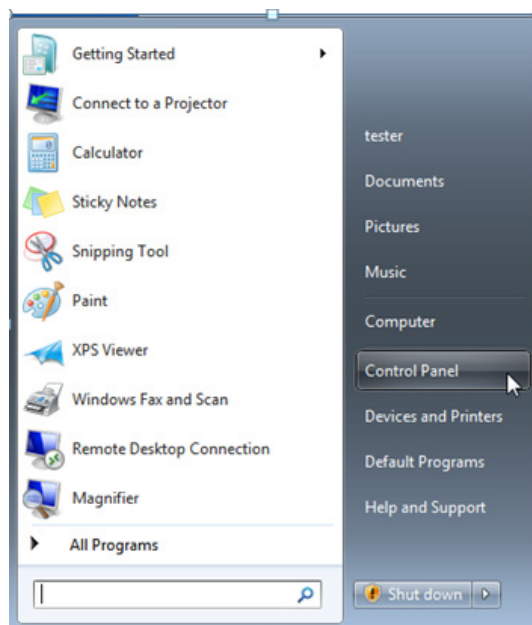 Getting Started
Connect to a Projector
Calculator
Sticky Notes
Snipping Tool
Paint
XPS Viewer
Windows Fax and Scan
Remote Desktop Connection
Magnifier
All Programs
tester
Documents
Pictures
Music
Computer
Control Panel
Devices and Printers
Default Programs
Help and Support
Shut down